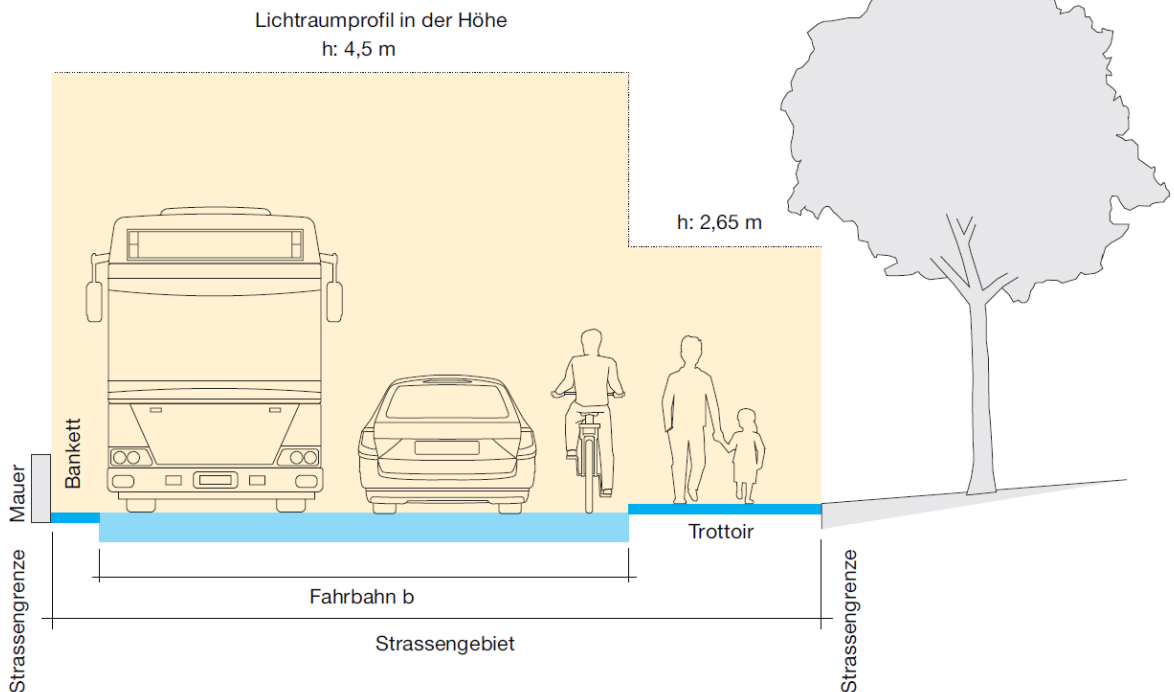 Lichtraumprofil in der Höhe
h: 4,5 m
h: 2,65 m
Bankett
Mauer
Trottoir
Fahrbahn b
Strassengebiet
Strassengrenze
Strassengrenze